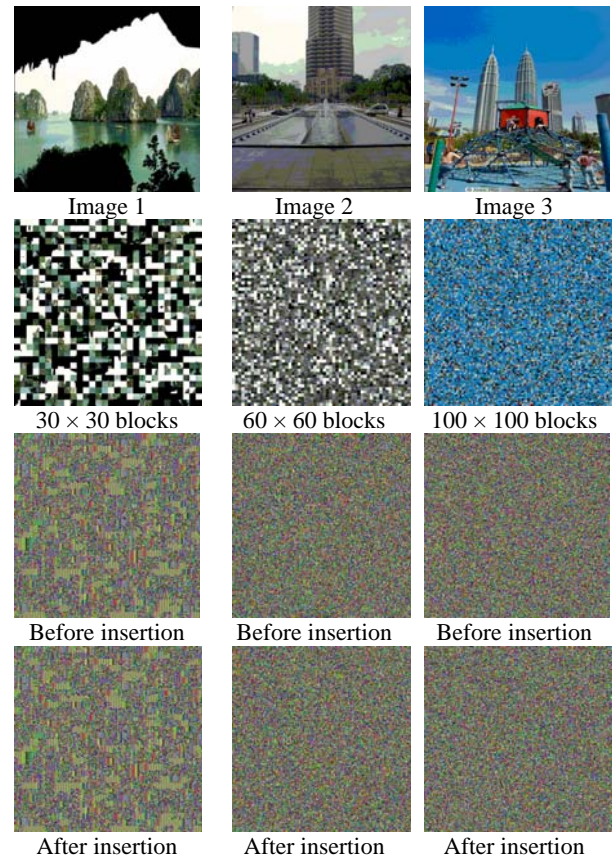 Image 1 Image 2 Image 3
30 × 30 blocks 60 × 60 blocks 100 × 100 blocks
Before insertion Before insertion Before insertion
After insertion After insertion After insertion